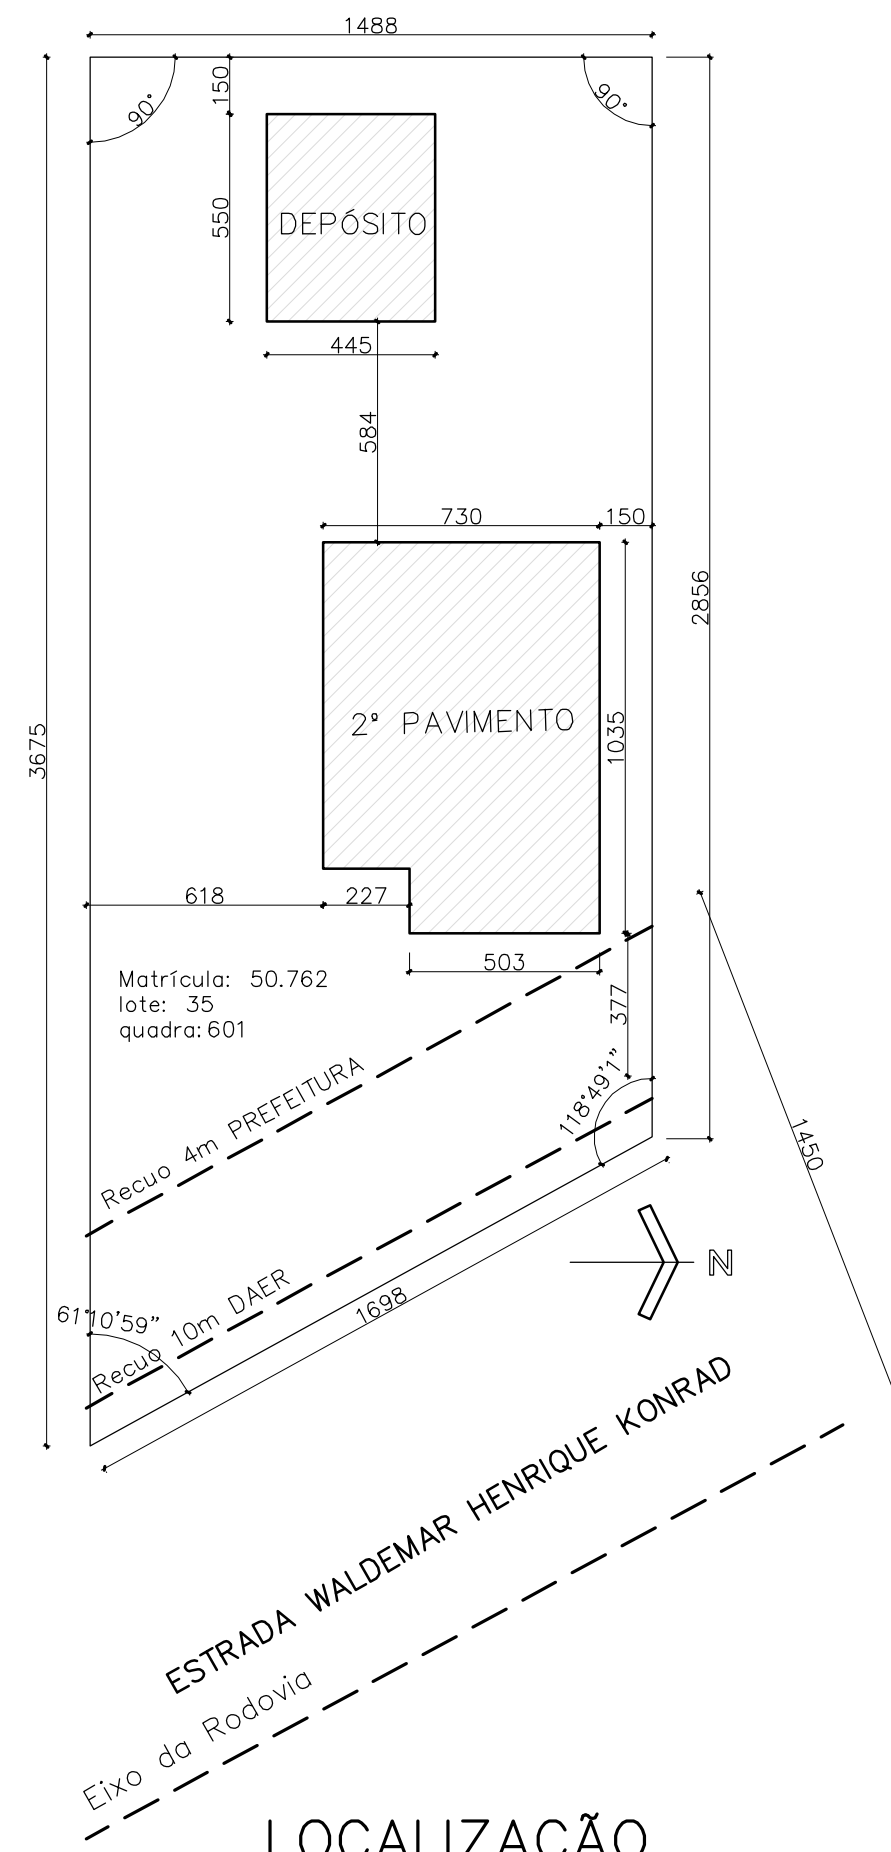 1488
150
90°
90°
550
DEPÓSITO
445
584
730
150
2856
2º PAVIMENTO
1035
3675
618
227
503
Matrícula: 50.762
lote: 35
quadra: 601
377
Recuo 4m PREFEITURA
118°49'1"
1450
N
Recuo 10m DAER
61°10'59"
1698
ESTRADA WALDEMAR HENRIQUE KONRAD
Eixo da Rodovia
LOCALIZAÇÃO